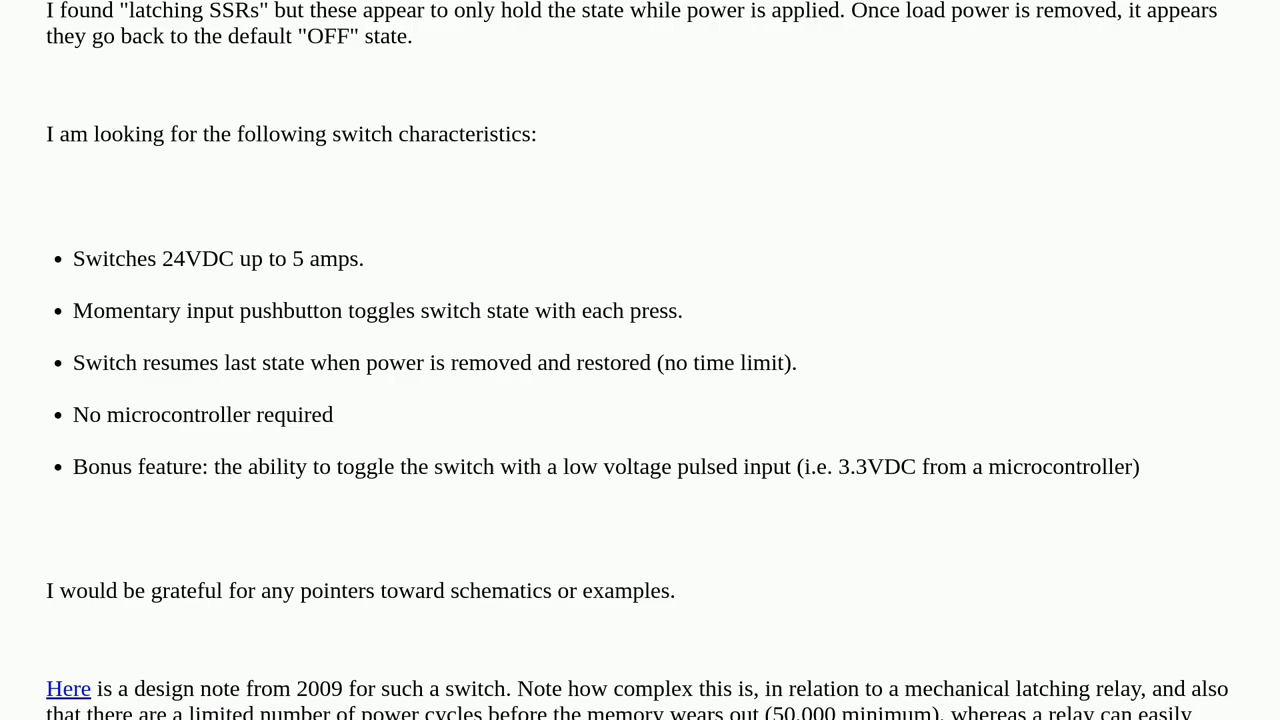 I found "latching SSRs" but these appear to only hold the state while power is applied. Once load power is removed, it appears
they go back to the default "OFF" state.
I am looking for the following switch characteristics:
• Switches 24VDC up to 5 amps.
• Momentary input pushbutton toggles switch state with each press.
• Switch resumes last state when power is removed and restored (no time limit).
• No microcontroller required
• Bonus feature: the ability to toggle the switch with a low voltage pulsed input (i.e. 3.3VDC from a microcontroller)
I would be grateful for any pointers toward schematics or examples.
Here is a design note from 2009 for such a switch. Note how complex this is, in relation to a mechanical latching relay, and also
that there are a limited number of power cycles before the memory wears out (50,000 minimum), whereas a relay can easily